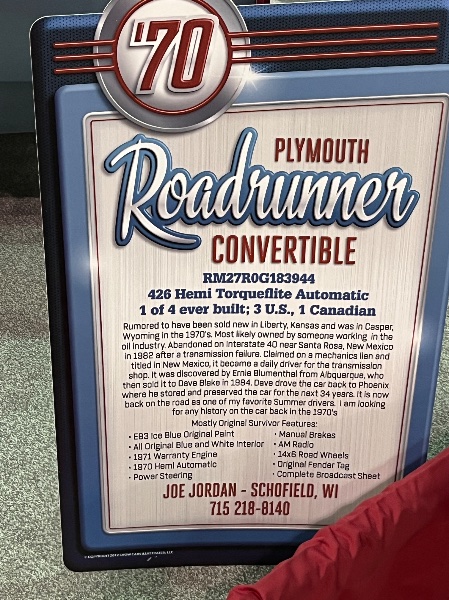 '70
PLYMOUTH
Roadrunner
CONVERTIBLE
RM27R0G183944
426 Hemi Torqueflite Automatic
1 of 4 ever built; 3 U.S., 1 Canadian
Rumored to have been sold new in Liberty, Kansas and was in Casper,
Wyoming in the 1970's. Most likely owned by someone working in the
oil industry. Abandoned on Interstate 40 near Santa Rosa, New Mexico
in 1982 after a transmission failure. Claimed on a mechanics lien and
titled in New Mexico, it became a daily driver for the transmission
shop. It was discovered by Ernie Blumenthal from Albuquerque, who
then sold it to Dave Blake in 1984. Dave drove the car back to Phoenix
where he stored and preserved the car for the next 34 years. It is now
back on the road as one of my favorite Summer drivers. I am looking
for any history on the car back in the 1970's
Mostly Original Survivor Features:
• EB3 Ice Blue Original Paint
• All Original Blue and White Interior
• 1971 Warranty Engine
• 1970 Hemi Automatic
• Power Steering
• Manual Brakes
• AM Radio
• 14x6 Road Wheels
• Original Fender Tag
• Complete Broadcast Sheet
JOE JORDAN - SCHOFIELD, WI
715 218-8140